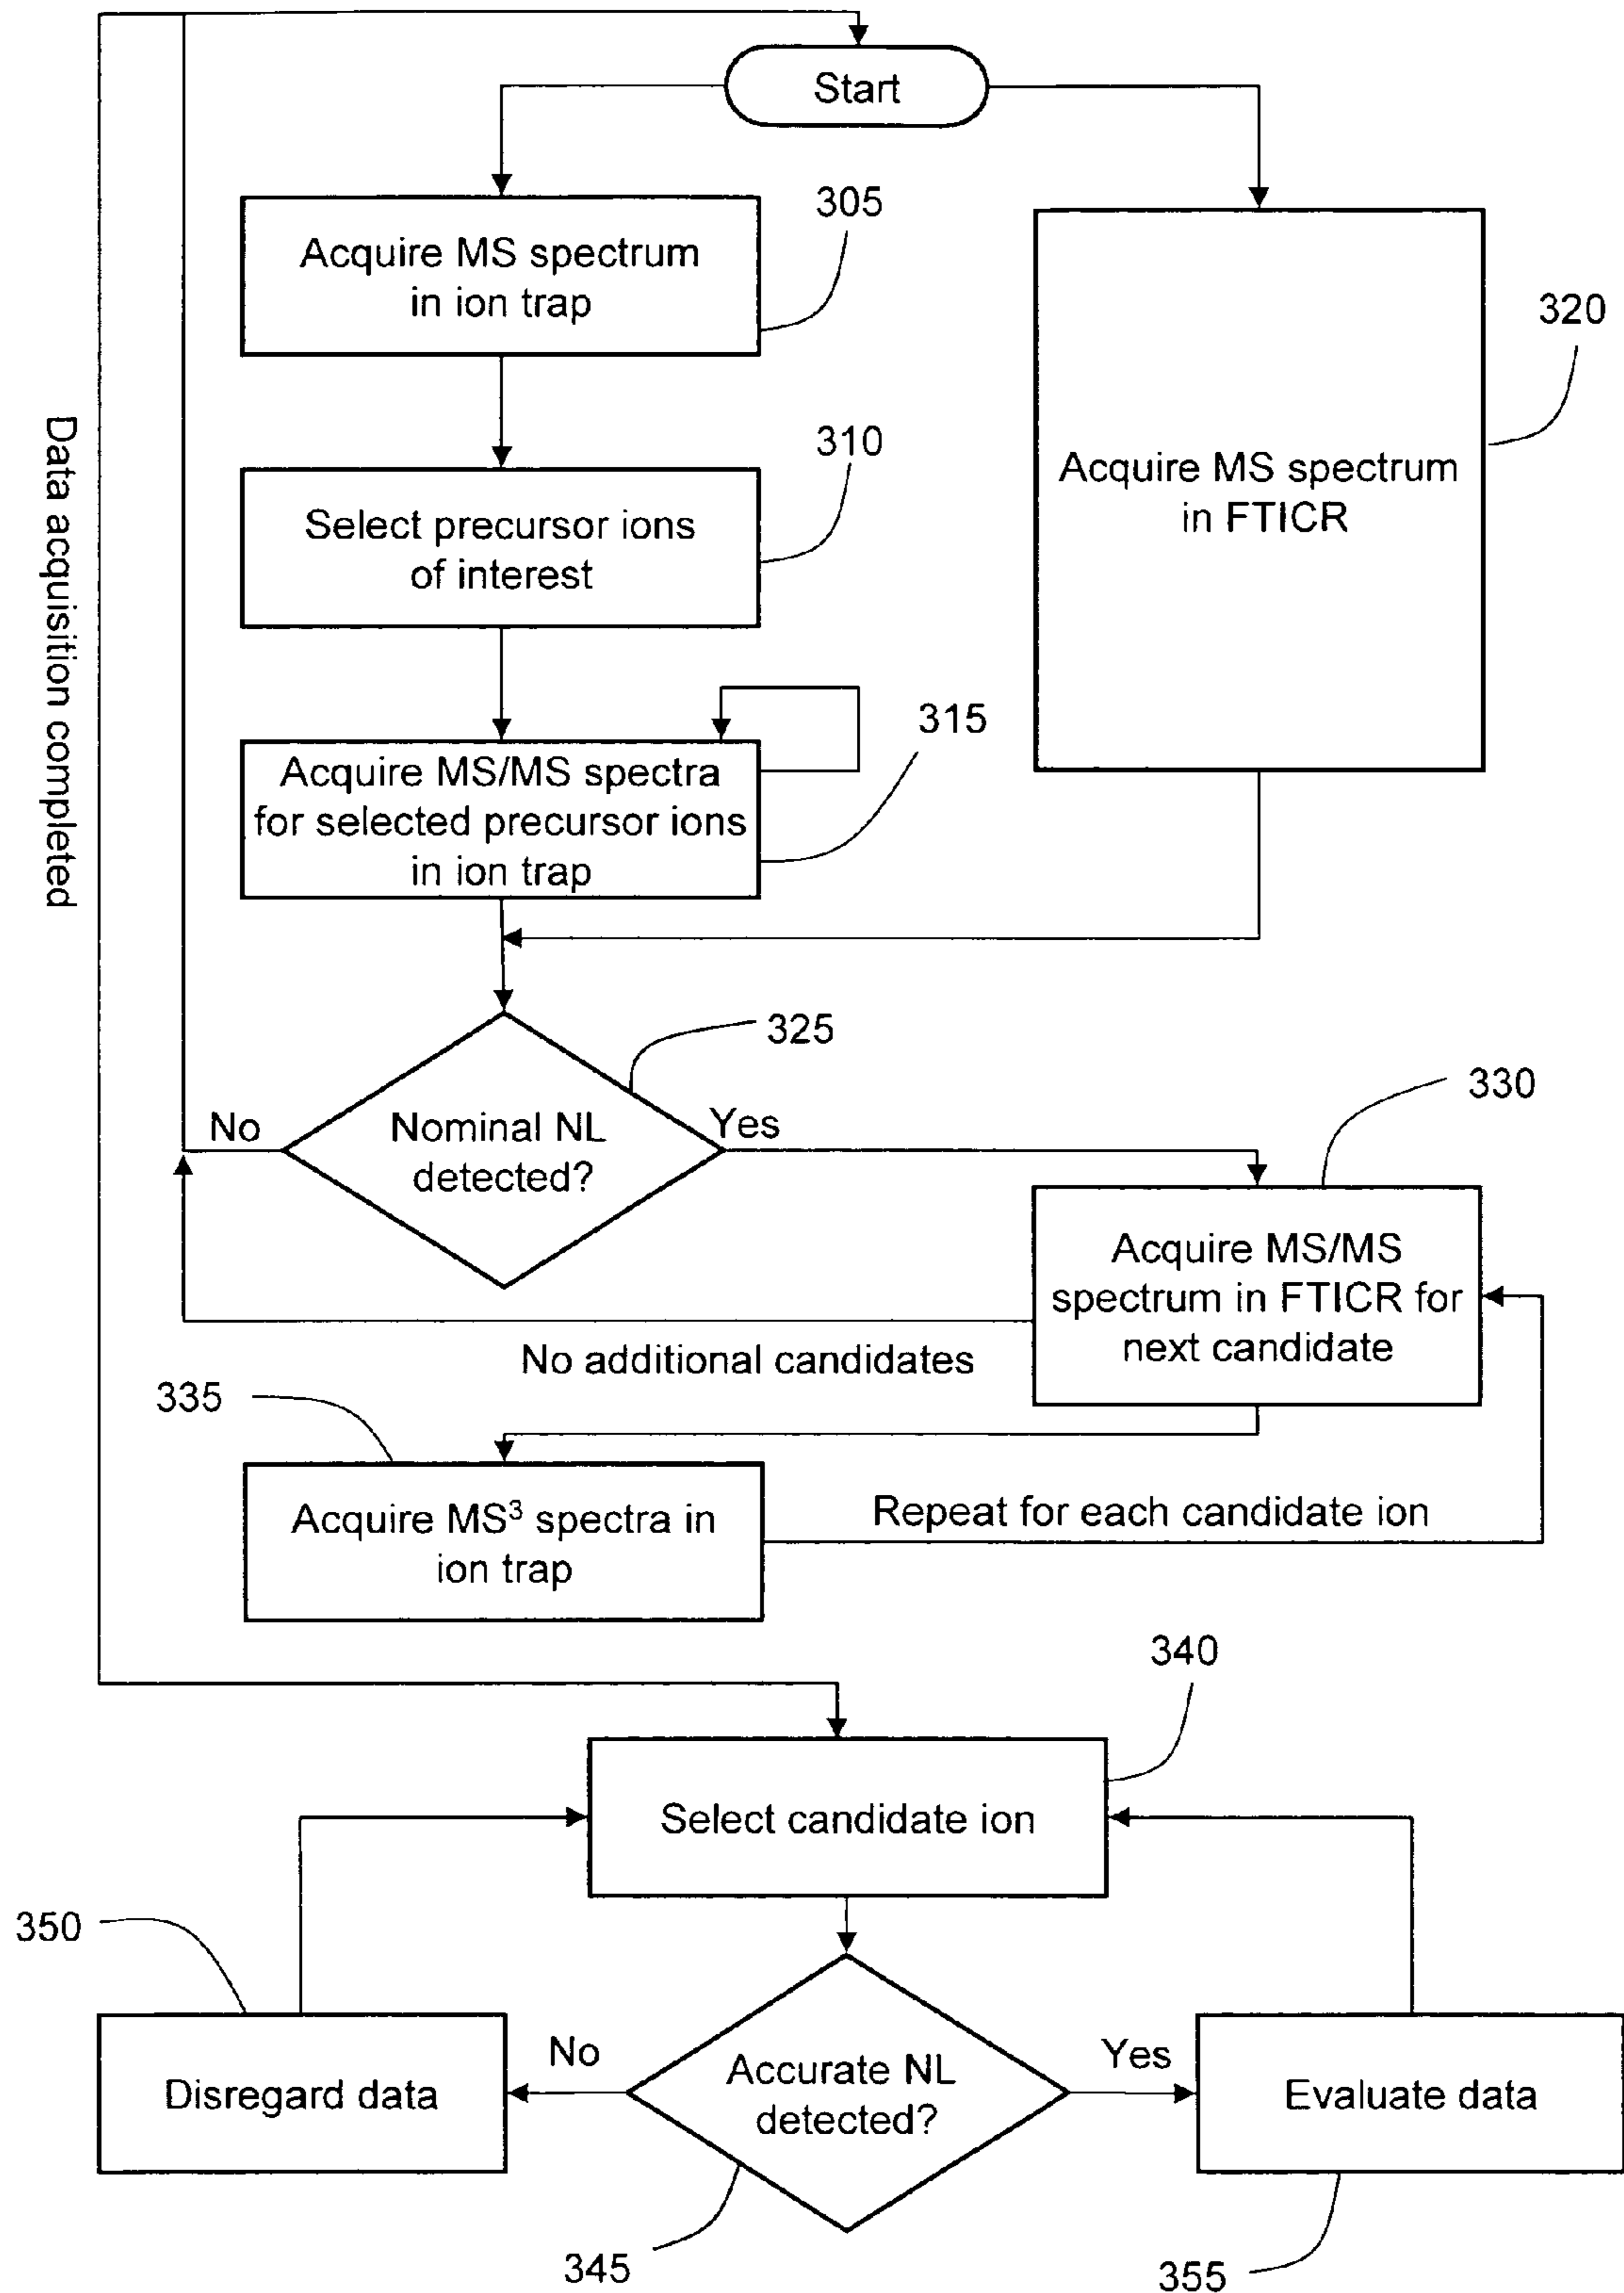 Start
305
Acquire MS spectrum
in ion trap
320
Acquire MS spectrum
in FTICR
310
Select precursor ions
of interest
Data acquisition completed
315
Acquire MS/MS spectra
for selected precursor ions
in ion trap
325
Nominal NL
detected?
No
Yes
330
Acquire MS/MS
spectrum in FTICR for
next candidate
No additional candidates
335
Acquire MS³ spectra in
ion trap
Repeat for each candidate ion
340
Select candidate ion
350
Disregard data
No
Accurate NL
detected?
Yes
Evaluate data
345
355